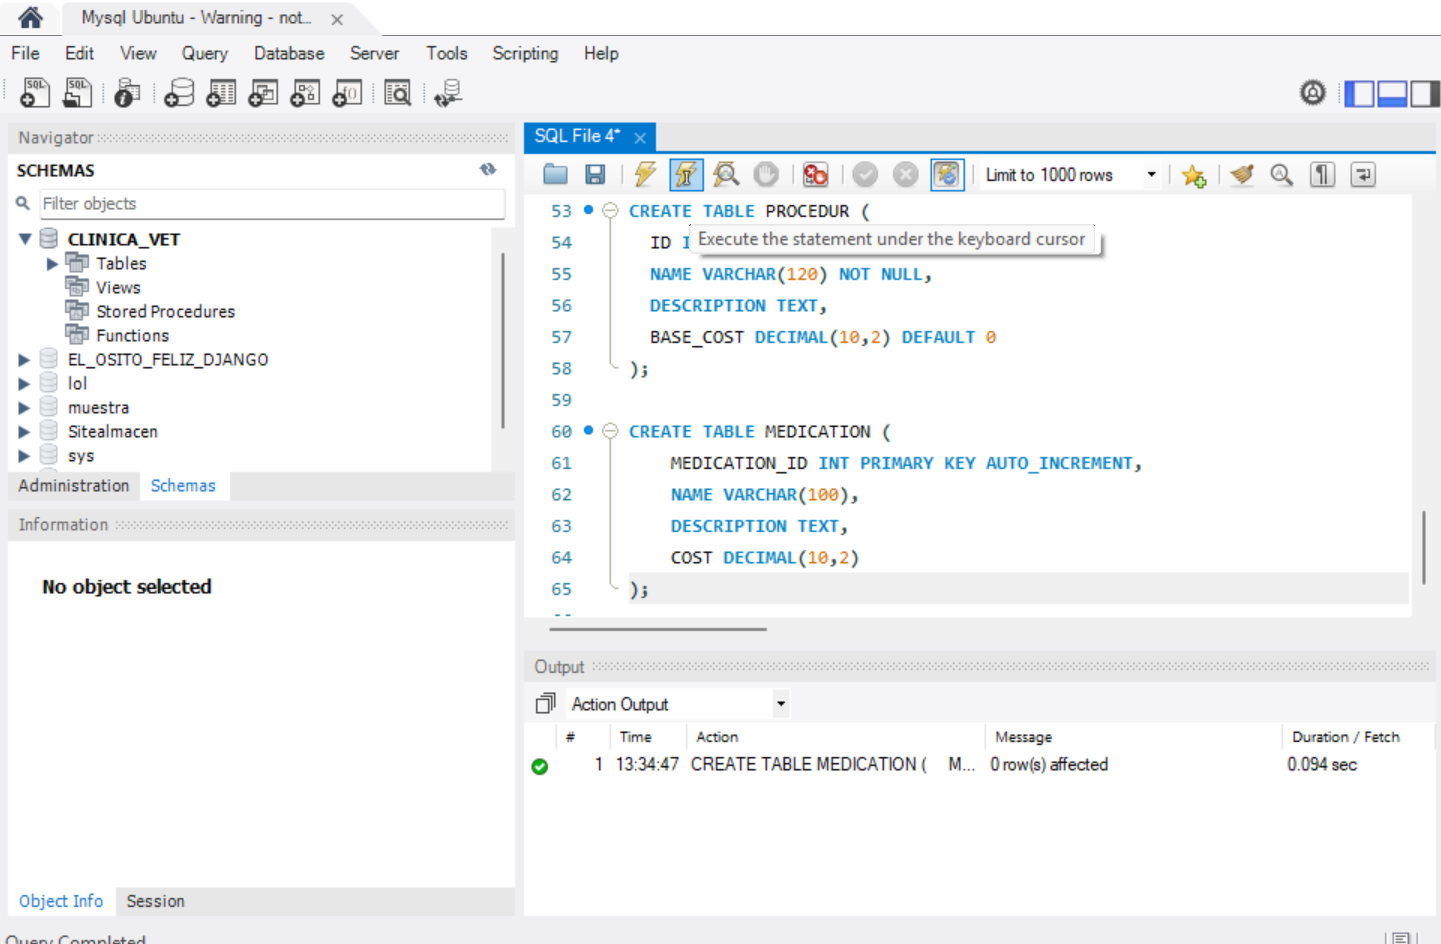 Mysql Ubuntu - Warning - not...
File Edit View Query Database Server Tools Scripting Help
Navigator
SCHEMAS
Filter objects
CLINICA_VET
Tables
Views
Stored Procedures
Functions
EL_OSITO_FELIZ_DJANGO
lol
muestra
Sitealmacen
sys
Administration Schemas
Information
No object selected
Object Info Session
Query Completed
SQL File 4*
Limit to 1000 rows
53 CREATE TABLE PROCEDUR (
54 ID I
Execute the statement under the keyboard cursor
55 NAME VARCHAR(120) NOT NULL,
56 DESCRIPTION TEXT,
57 BASE_COST DECIMAL(10,2) DEFAULT 0
58 );
59
60 CREATE TABLE MEDICATION (
61 MEDICATION_ID INT PRIMARY KEY AUTO_INCREMENT,
62 NAME VARCHAR(100),
63 DESCRIPTION TEXT,
64 COST DECIMAL(10,2)
65 );
Output
Action Output
# Time Action Message Duration / Fetch
1 13:34:47 CREATE TABLE MEDICATION ( M... 0 row(s) affected 0.094 sec